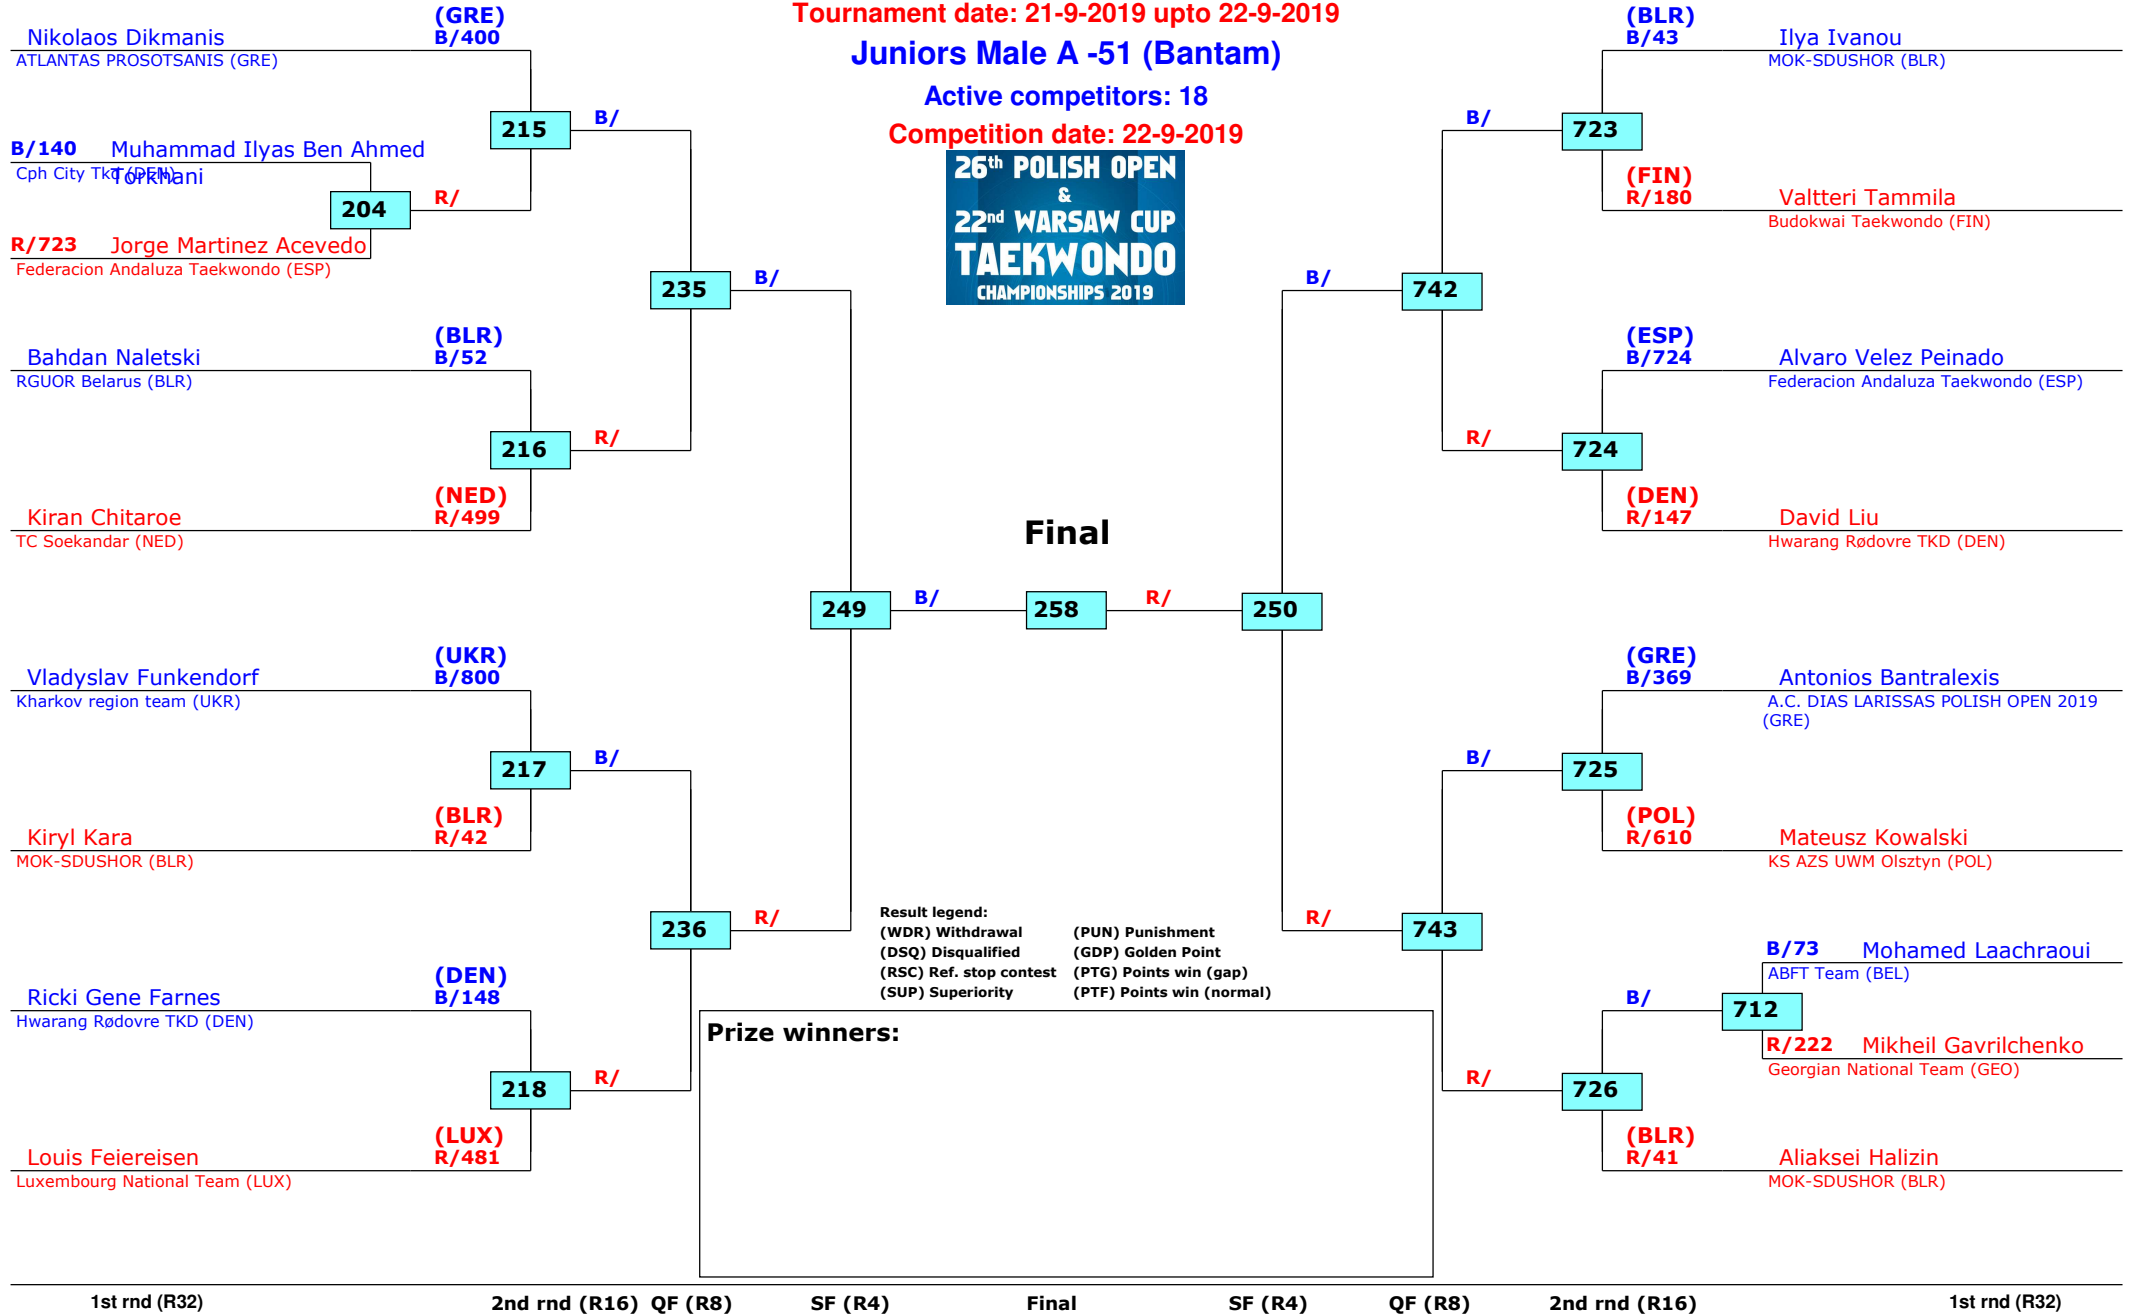 Tournament date: 21-9-2019 upto 22-9-2019
Juniors Male A -51 (Bantam)
Active competitors: 18
Competition date: 22-9-2019
26th POLISH OPEN
&
22nd WARSAW CUP
TAEKWONDO
CHAMPIONSHIPS 2019
(GRE)
Nikolaos Dikmanis B/400
ATLANTAS PROSOTSANIS (GRE)
215 B/
B/140 Muhammad Ilyas Ben Ahmed
Torkhani
Cph City Tkd (DEN)
204 R/
R/723 Jorge Martinez Acevedo
Federacion Andaluza Taekwondo (ESP)
235 B/
(BLR)
Bahdan Naletski B/52
RGUOR Belarus (BLR)
216 R/
(NED)
Kiran Chitaroe R/499
TC Soekandar (NED)
249 B/
(UKR)
Vladyslav Funkendorf B/800
Kharkov region team (UKR)
217 B/
(BLR)
Kiryl Kara R/42
MOK-SDUSHOR (BLR)
236 R/
(DEN)
Ricki Gene Farnes B/148
Hwarang Rødovre TKD (DEN)
218 R/
(LUX)
Louis Feiereisen R/481
Luxembourg National Team (LUX)
Final
258
(BLR)
B/43 Ilya Ivanou
MOK-SDUSHOR (BLR)
B/ 723
(FIN)
R/180 Valtteri Tammila
Budokwai Taekwondo (FIN)
B/ 742
(ESP)
B/724 Alvaro Velez Peinado
Federacion Andaluza Taekwondo (ESP)
R/ 724
(DEN)
R/147 David Liu
Hwarang Rødovre TKD (DEN)
R/ 250
(GRE)
B/369 Antonios Bantralexis
A.C. DIAS LARISSAS POLISH OPEN 2019
(GRE)
B/ 725
(POL)
R/610 Mateusz Kowalski
KS AZS UWM Olsztyn (POL)
R/ 743
B/73 Mohamed Laachraoui
ABFT Team (BEL)
B/ 712
R/222 Mikheil Gavrilchenko
Georgian National Team (GEO)
R/ 726
(BLR)
R/41 Aliaksei Halizin
MOK-SDUSHOR (BLR)
Result legend:
(WDR) Withdrawal (PUN) Punishment
(DSQ) Disqualified (GDP) Golden Point
(RSC) Ref. stop contest (PTG) Points win (gap)
(SUP) Superiority (PTF) Points win (normal)
Prize winners:
1st rnd (R32) 2nd rnd (R16) QF (R8) SF (R4) Final SF (R4) QF (R8) 2nd rnd (R16) 1st rnd (R32)